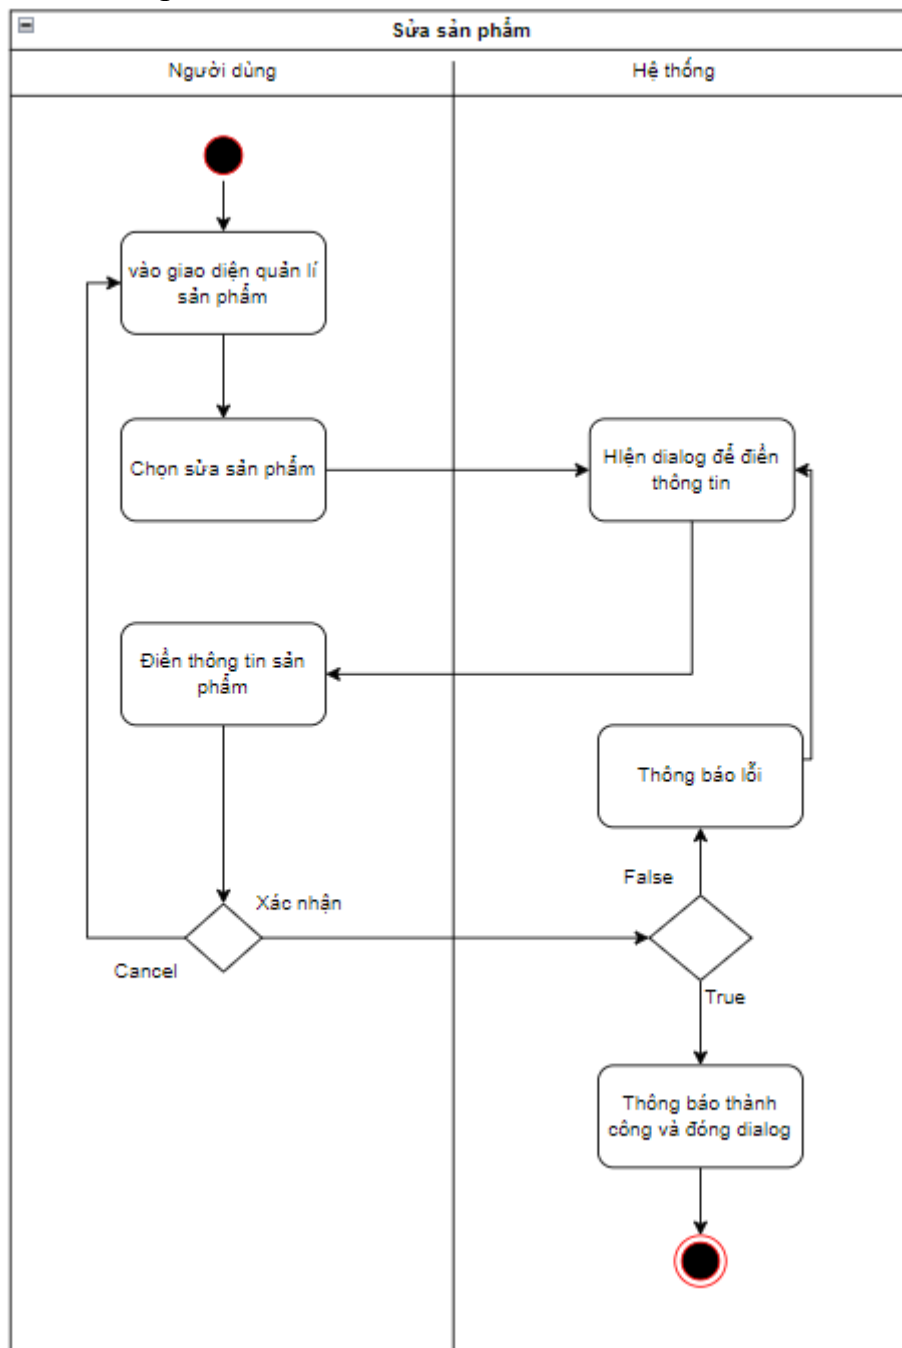 Sửa sản phẩm
Người dùng
Hệ thống
vào giao diện quản lí
sản phẩm
Chọn sửa sản phẩm
HIện dialog để điền
thông tin
Điền thông tin sản
phẩm
Thông báo lỗi
False
Xác nhận
Cancel
True
Thông báo thành
công và đóng dialog